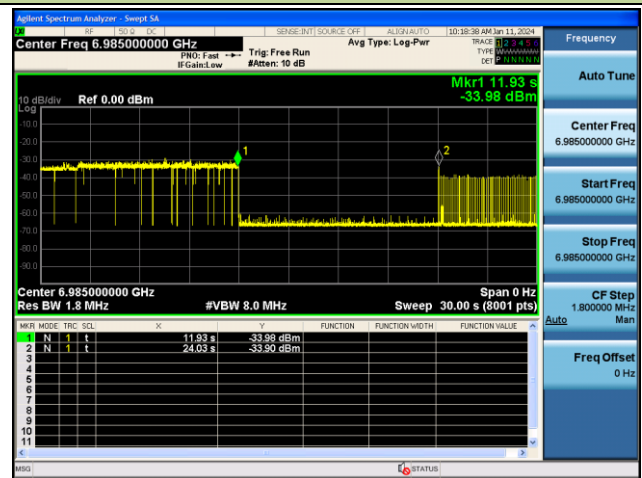 Agilent Spectrum Analyzer - Swept SA
RF 50 Ω DC SENSE:INT SOURCE OFF ALIGN AUTO 10:18:38 AM Jan 11, 2024
Center Freq 6.985000000 GHz
PNO: Fast
IFGain:Low
Trig: Free Run
#Atten: 10 dB
Avg Type: Log-Pwr
TRACE 1 2 3 4 5 6
TYPE
DET P N N N N N
Frequency
Mkr1 11.93 s
-33.98 dBm
10 dB/div Ref 0.00 dBm
Log
-10.0
-20.0
-30.0
-40.0
-50.0
-60.0
-70.0
-80.0
-90.0
1
2
Center 6.985000000 GHz Span 0 Hz
Res BW 1.8 MHz #VBW 8.0 MHz Sweep 30.00 s (8001 pts)
MKR MODE TRC SCL X Y FUNCTION FUNCTION WIDTH FUNCTION VALUE
1 N 1 t 11.93 s -33.98 dBm
2 N 1 t 24.03 s -33.90 dBm
3
4
5
6
7
8
9
10
11
MSG STATUS
Auto Tune
Center Freq
6.985000000 GHz
Start Freq
6.985000000 GHz
Stop Freq
6.985000000 GHz
CF Step
1.800000 MHz
Auto Man
Freq Offset
0 Hz